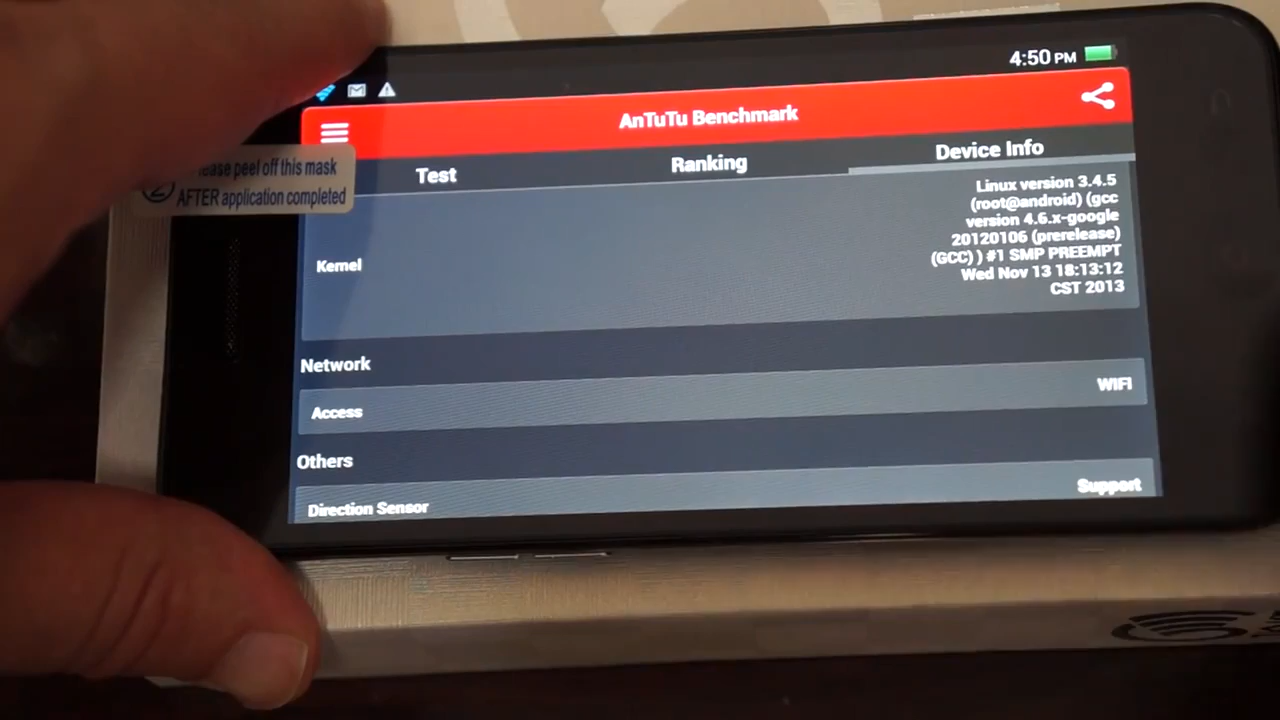 4:50 PM
AnTuTu Benchmark
Test
Ranking
Device Info
2
peel off this mask
AFTER application completed
Kernel
Linux version 3.4.5
(root@android) (gcc
version 4.6.x-google
20120106 (prerelease)
(GCC) ) #1 SMP PREEMPT
Wed Nov 13 18:13:12
CST 2013
Network
Access
WIFI
Others
Direction Sensor
Support